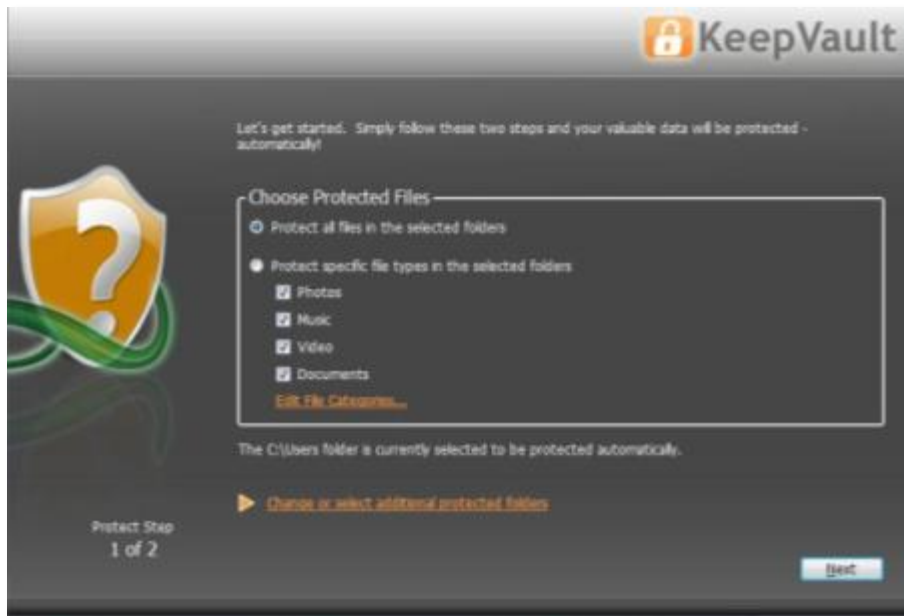 KeepVault
Let's get started. Simply follow these two steps and your valuable data will be protected -
automatically!
Choose Protected Files
Protect all files in the selected folders
Protect specific file types in the selected folders
Photos
Music
Video
Documents
Edit File Categories...
The C:\Users folder is currently selected to be protected automatically.
Change or select additional protected folders
Protect Step
1 of 2
Next